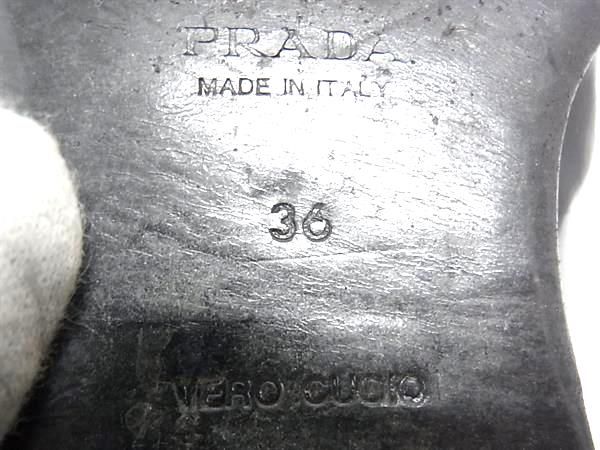 PRADA
MADE IN ITALY
36
VERO CUOIO